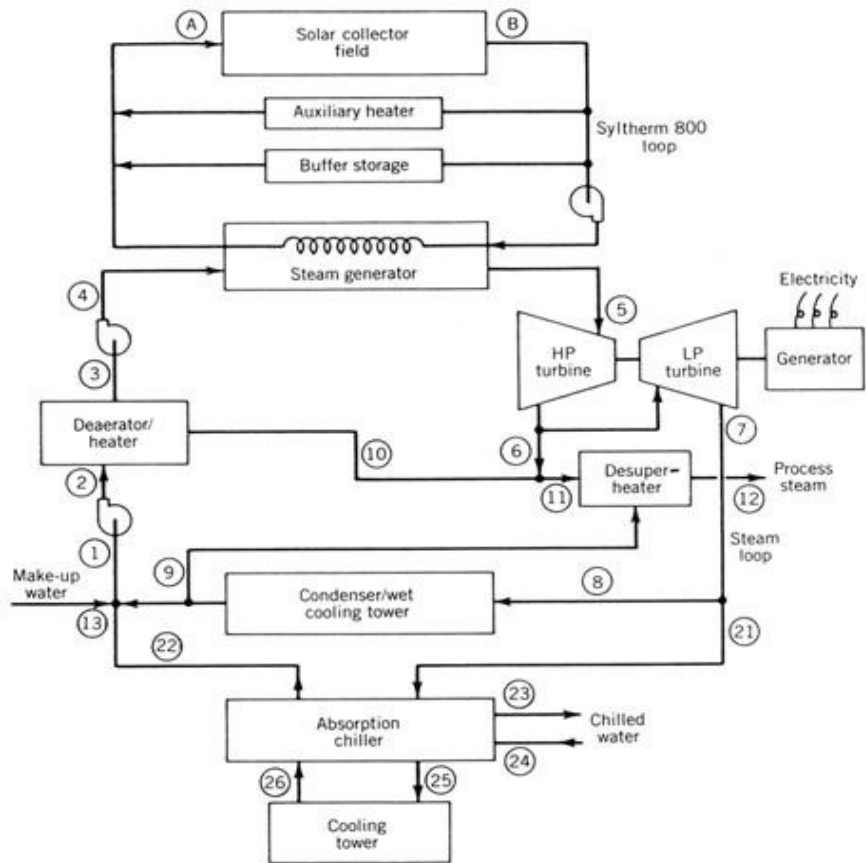 A
B
Solar collector
field
Auxiliary heater
Syltherm 800
loop
Buffer storage
Steam generator
4
5
Electricity
HP
turbine
LP
turbine
Generator
3
Deaerator/
heater
10
6
7
2
11
Desuper-
heater
12
Process
steam
1
9
Steam
loop
Make-up
water
8
Condenser/wet
cooling tower
13
22
21
23
Absorption
chiller
Chilled
water
24
26
25
Cooling
tower